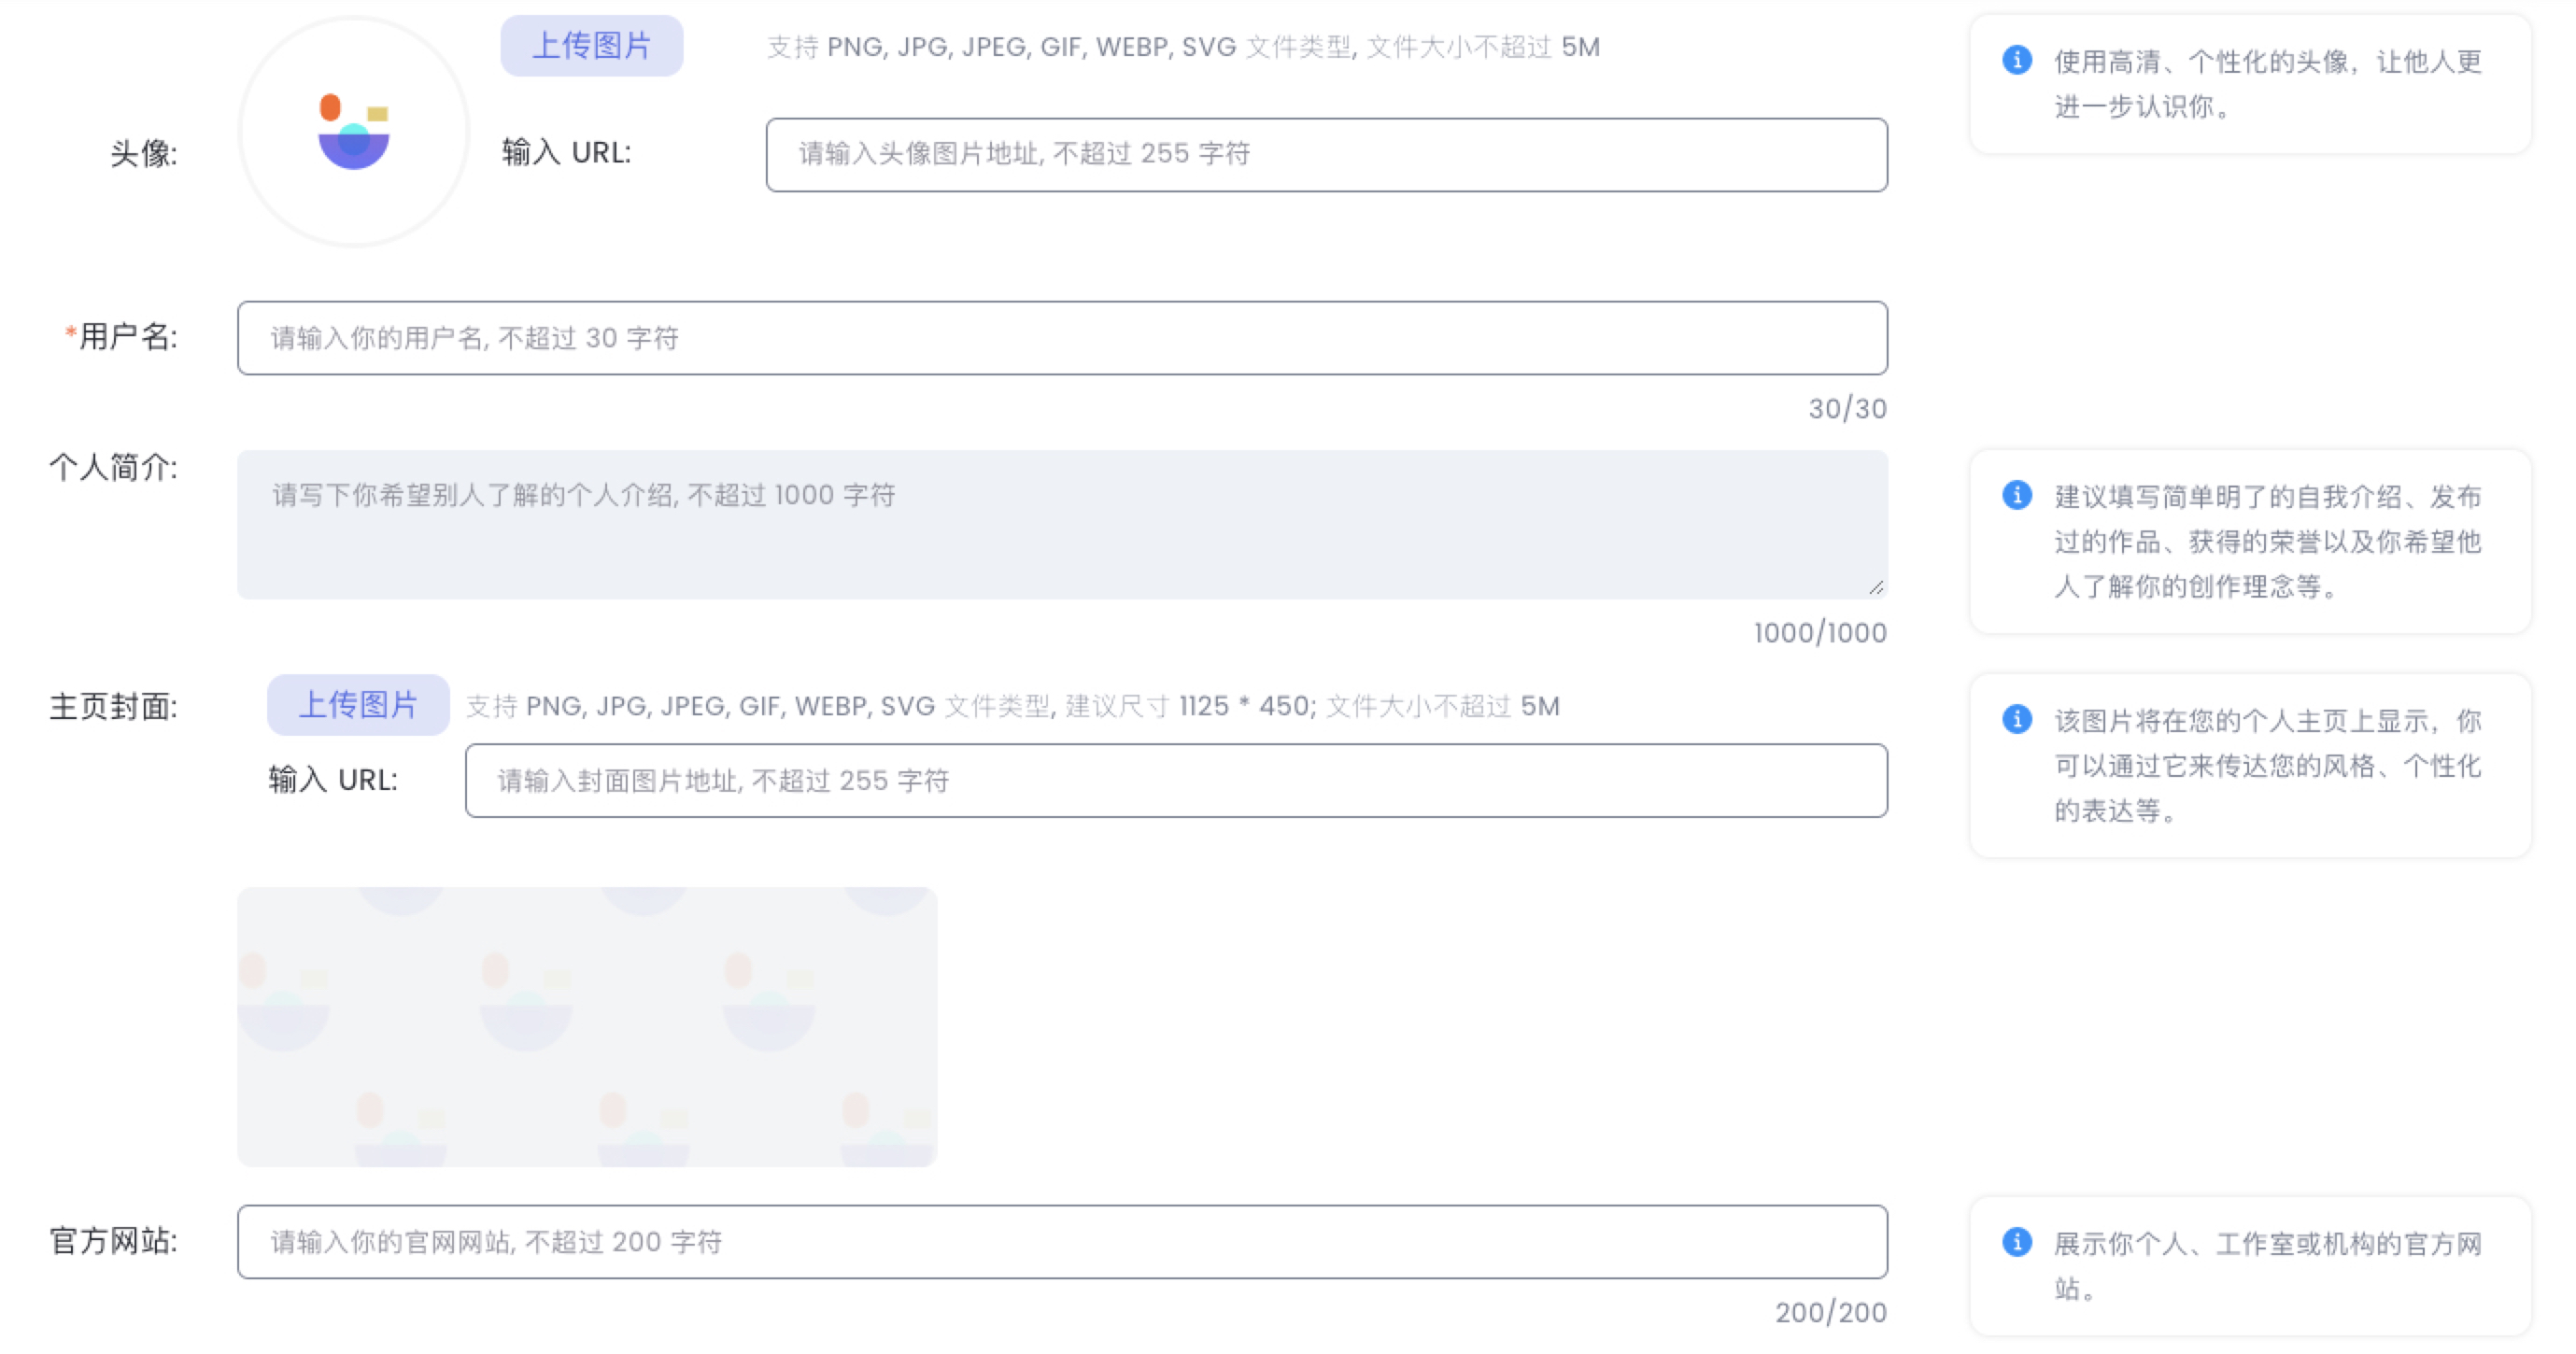 上传图片 支持 PNG, JPG, JPEG, GIF, WEBP, SVG 文件类型, 文件大小不超过 5M
使用高清、个性化的头像，让他人更
进一步认识你。
头像: 输入 URL: 请输入头像图片地址, 不超过 255 字符
*用户名: 请输入你的用户名, 不超过 30 字符
30/30
个人简介: 请写下你希望别人了解的个人介绍, 不超过 1000 字符
建议填写简单明了的自我介绍、发布
过的作品、获得的荣誉以及你希望他
人了解你的创作理念等。
1000/1000
主页封面: 上传图片 支持 PNG, JPG, JPEG, GIF, WEBP, SVG 文件类型, 建议尺寸 1125 * 450; 文件大小不超过 5M
输入 URL: 请输入封面图片地址, 不超过 255 字符
该图片将在您的个人主页上显示，你
可以通过它来传达您的风格、个性化
的表达等。
官方网站: 请输入你的官网网站, 不超过 200 字符
展示你个人、工作室或机构的官方网
站。
200/200